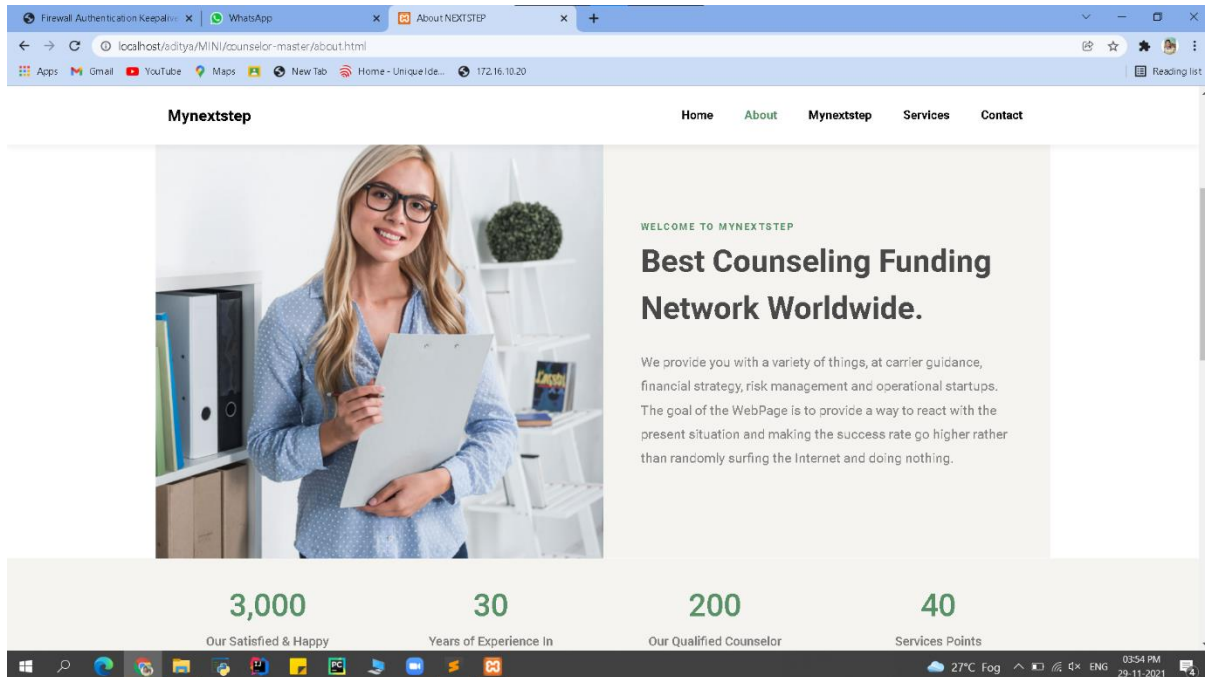 Firewall Authentication Keepalive
WhatsApp
About NEXTSTEP
localhost/aditya/MINI/counselor-master/about.html
Apps
Gmail
YouTube
Maps
New Tab
Home - Unique Ide...
172.16.10.20
Reading list
Mynextstep
Home
About
Mynextstep
Services
Contact
WELCOME TO MYNEXTSTEP
Best Counseling Funding
Network Worldwide.
We provide you with a variety of things, at carrier guidance,
financial strategy, risk management and operational startups.
The goal of the WebPage is to provide a way to react with the
present situation and making the success rate go higher rather
than randomly surfing the Internet and doing nothing.
3,000
Our Satisfied & Happy
30
Years of Experience In
200
Our Qualified Counselor
40
Services Points
27°C Fog
ENG
03:54 PM
29-11-2021
4